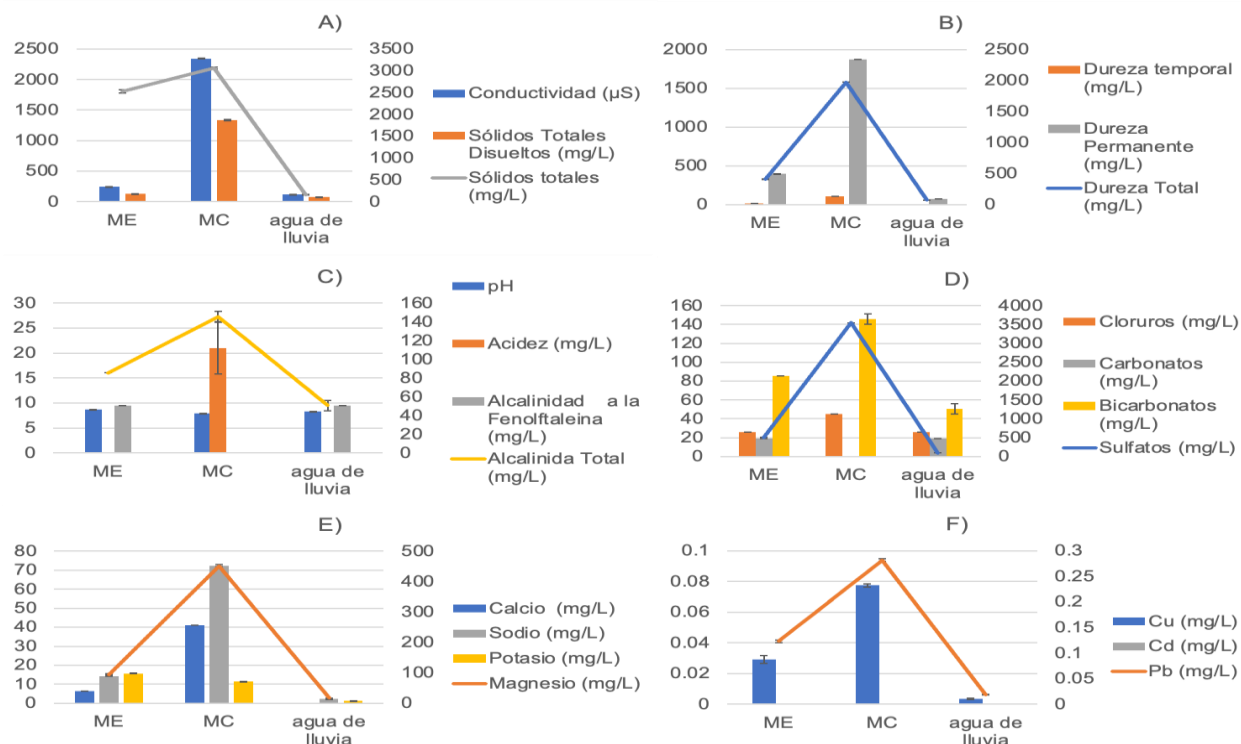 A)
2500
2000
1500
1000
500
0
3500
3000
2500
2000
1500
1000
500
0
ME
MC
agua de
lluvia
Conductividad (µS)
Sólidos Totales
Disueltos (mg/L)
Sólidos totales
(mg/L)
B)
2000
1500
1000
500
0
2500
2000
1500
1000
500
0
ME
MC
agua de
lluvia
Dureza temporal
(mg/L)
Dureza
Permanente
(mg/L)
Dureza Total
(mg/L)
C)
30
25
20
15
10
5
0
160
140
120
100
80
60
40
20
0
ME
MC
agua de
lluvia
pH
Acidez (mg/L)
Alcalinidad a la
Fenolftaleina
(mg/L)
Alcalinida Total
(mg/L)
D)
160
140
120
100
80
60
40
20
0
4000
3500
3000
2500
2000
1500
1000
500
0
ME
MC
agua de
lluvia
Cloruros (mg/L)
Carbonatos
(mg/L)
Bicarbonatos
(mg/L)
Sulfatos (mg/L)
E)
80
70
60
50
40
30
20
10
0
500
400
300
200
100
0
ME
MC
agua de
lluvia
Calcio (mg/L)
Sodio (mg/L)
Potasio (mg/L)
Magnesio (mg/L)
F)
0.1
0.08
0.06
0.04
0.02
0
0.3
0.25
0.2
0.15
0.1
0.05
0
ME
MC
agua de
lluvia
Cu (mg/L)
Cd (mg/L)
Pb (mg/L)